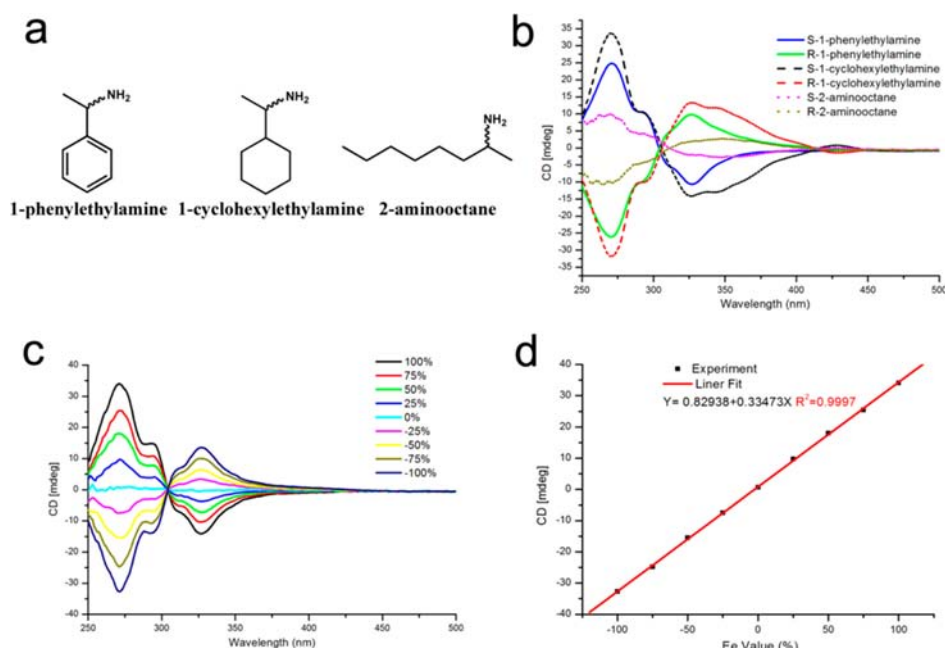 a
NH2
NH2
NH2
1-phenylethylamine 1-cyclohexylethylamine 2-aminooctane
b
CD [mdeg]
35
30
25
20
15
10
5
0
-5
-10
-15
-20
-25
-30
-35
S-1-phenylethylamine
R-1-phenylethylamine
S-1-cyclohexylethylamine
R-1-cyclohexylethylamine
S-2-aminooctane
R-2-aminooctane
250 300 350 400 450 500
Wavelength (nm)
c
CD [mdeg]
40
30
20
10
0
-10
-20
-30
-40
100%
75%
50%
25%
0%
-25%
-50%
-75%
-100%
250 300 350 400 450 500
Wavelength (nm)
d
CD [mdeg]
40
30
20
10
0
10
20
30
40
Experiment
Liner Fit
Y= 0.82938+0.33473X R2=0.9997
-100 -50 0 50 100
Ee Value (%)